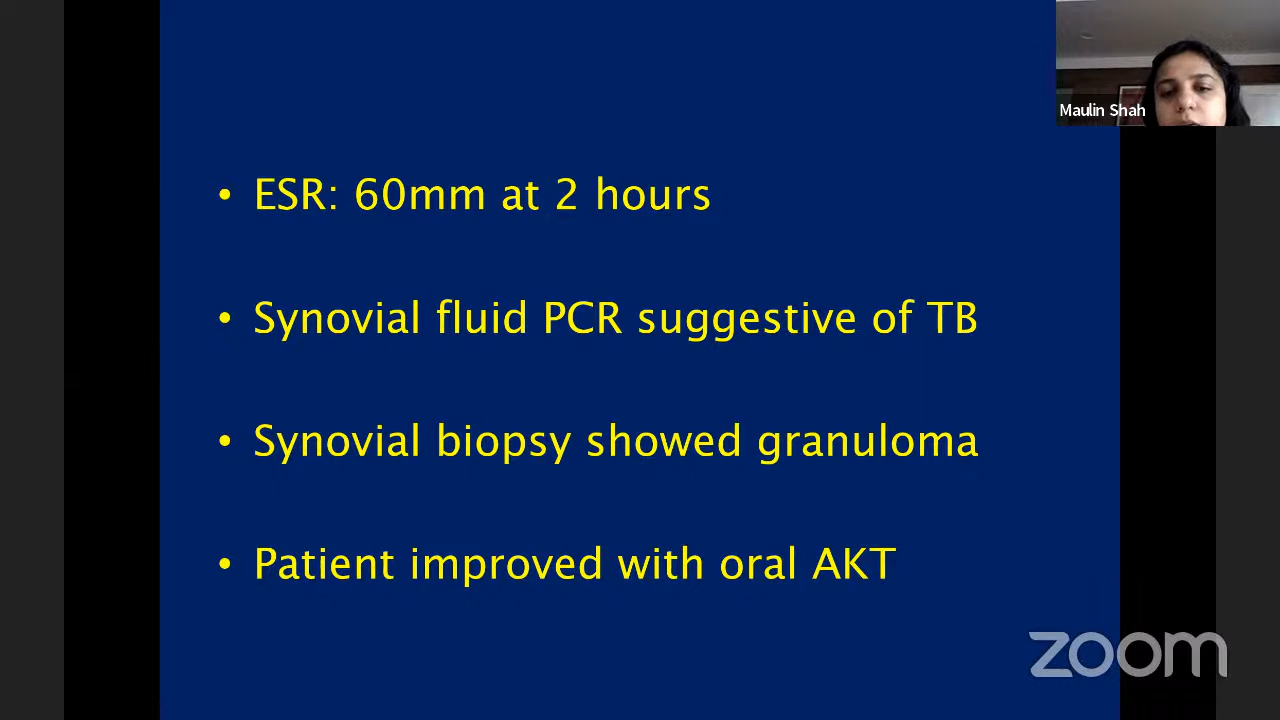 Maulin Shah
• ESR: 60mm at 2 hours
• Synovial fluid PCR suggestive of TB
• Synovial biopsy showed granuloma
• Patient improved with oral AKT
zoom